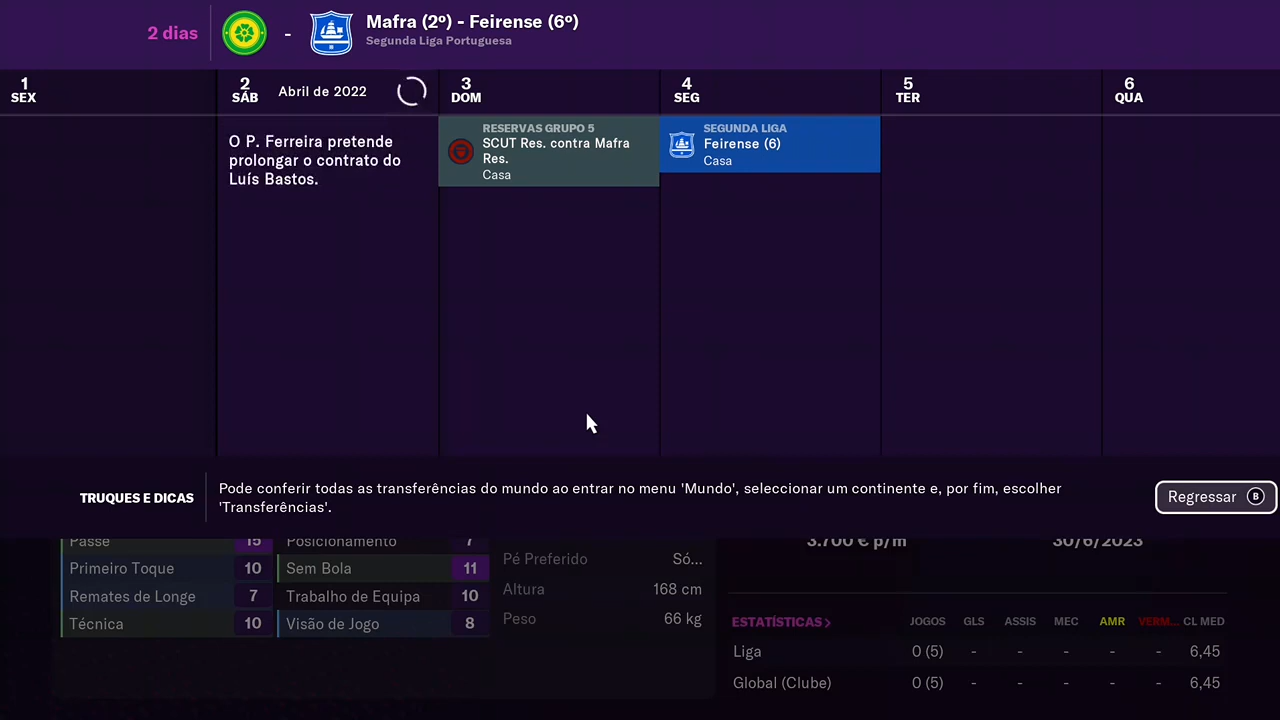 2 dias
-
Mafra (2º) - Feirense (6º)
Segunda Liga Portuguesa
1
SEX
2
SÁB
Abril de 2022
3
DOM
4
SEG
5
TER
6
QUA
O P. Ferreira pretende
prolongar o contrato do
Luís Bastos.
RESERVAS GRUPO 5
SCUT Res. contra Mafra
Res.
Casa
SEGUNDA LIGA
Feirense (6)
Casa
TRUQUES E DICAS
Pode conferir todas as transferências do mundo ao entrar no menu 'Mundo', seleccionar um continente e, por fim, escolher
'Transferências'.
Regressar B
Passe 15
Primeiro Toque 10
Remates de Longe 7
Técnica 10
Posicionamento 7
Sem Bola 11
Trabalho de Equipa 10
Visão de Jogo 8
Pé Preferido Só...
Altura 168 cm
Peso 66 kg
3.700 € p/m 30/6/2023
ESTATÍSTICAS > JOGOS GLS ASSIS MEC AMR VERM... CL MED
Liga 0 (5) - - - - - 6,45
Global (Clube) 0 (5) - - - - - 6,45